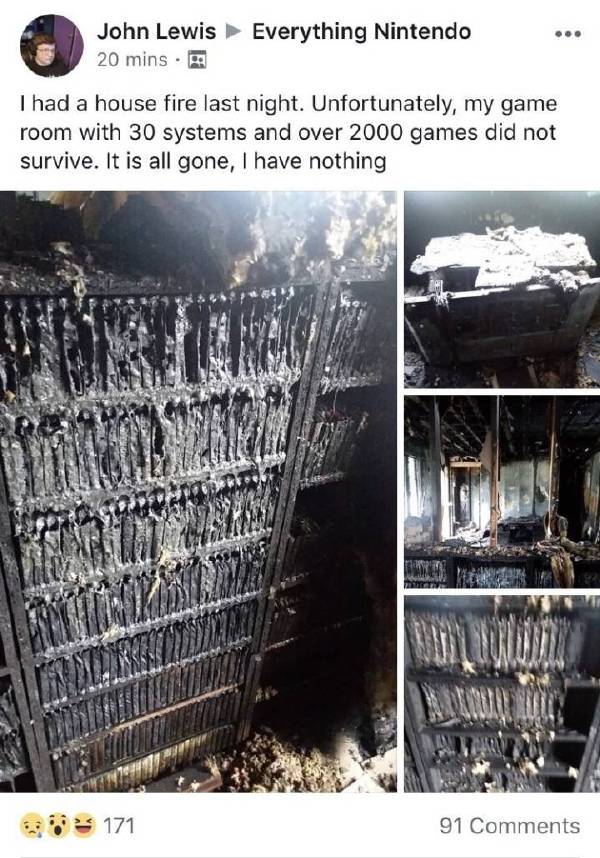 John Lewis ▶ Everything Nintendo
20 mins ·
I had a house fire last night. Unfortunately, my game
room with 30 systems and over 2000 games did not
survive. It is all gone, I have nothing
171
91 Comments